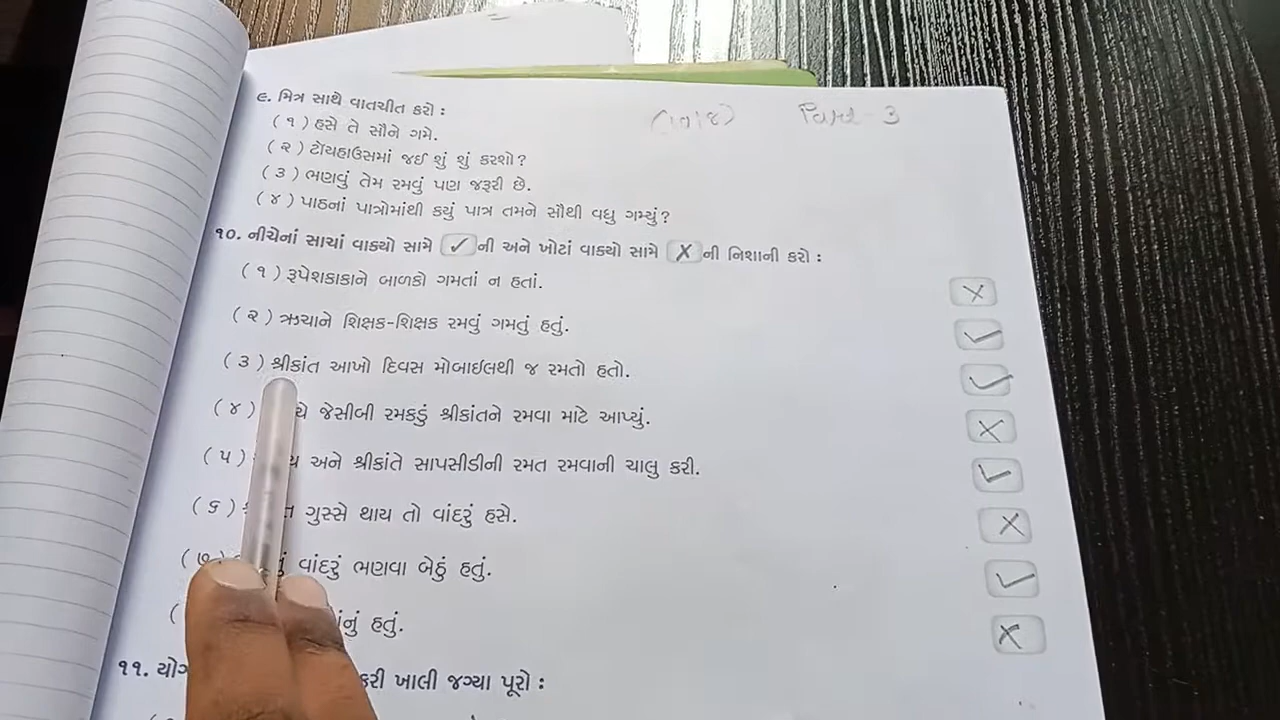 ૯. મિત્ર સાથે વાતચીત કરો :
Part - 3
(૧) હસે તે સૌને ગમે.
(૨) ટૉયહાઉસમાં જઈ શું શું કરશો?
(૩) ભણવું તેમ રમવું પણ જરૂરી છે.
(૪) પાઠનાં પાત્રોમાંથી કયું પાત્ર તમને સૌથી વધુ ગમ્યું?
૧૦. નીચેનાં સાચાં વાક્યો સામે ✓ ની અને ખોટાં વાક્યો સામે ✗ ની નિશાની કરો :
(૧) રૂપેશકાકાને બાળકો ગમતાં ન હતાં. ✗
(૨) ઋચાને શિક્ષક-શિક્ષક રમવું ગમતું હતું. ✓
(૩) શ્રીકાંત આખો દિવસ મોબાઈલથી જ રમતો હતો. ✓
(૪) જેસીબી રમકડું શ્રીકાંતને રમવા માટે આપ્યું. ✗
(૫) અને શ્રીકાંતે સાપસીડીની રમત રમવાની ચાલુ કરી. ✓
(૬) ગુસ્સે થાય તો વાંદરું હસે. ✗
(૭) વાંદરું ભણવા બેઠું હતું. ✓
હતું. ✗
૧૧. કરી ખાલી જગ્યા પૂરો :